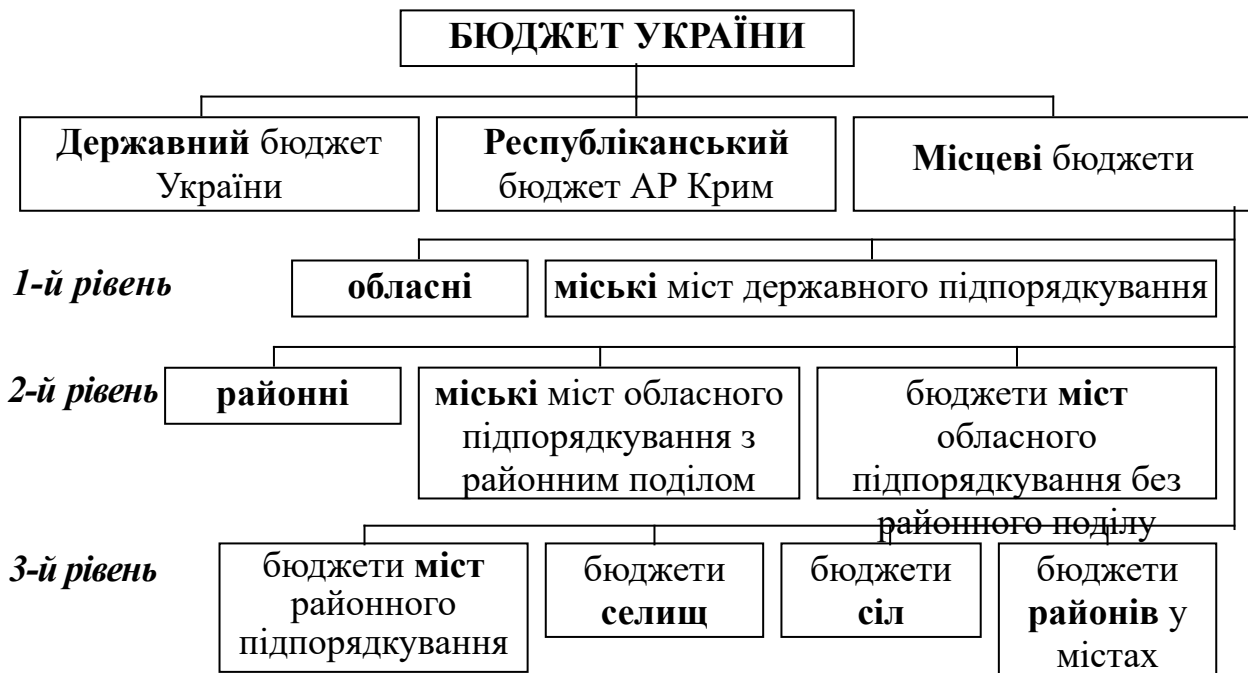 БЮДЖЕТ УКРАЇНИ
Державний бюджет
України
Республіканський
бюджет АР Крим
Місцеві бюджети
1-й рівень
обласні
міські міст державного підпорядкування
2-й рівень
районні
міські міст обласного
підпорядкування з
районним поділом
бюджети міст
обласного
підпорядкування без
районного поділу
3-й рівень
бюджети міст
районного
підпорядкування
бюджети
селищ
бюджети
сіл
бюджети
районів у
містах